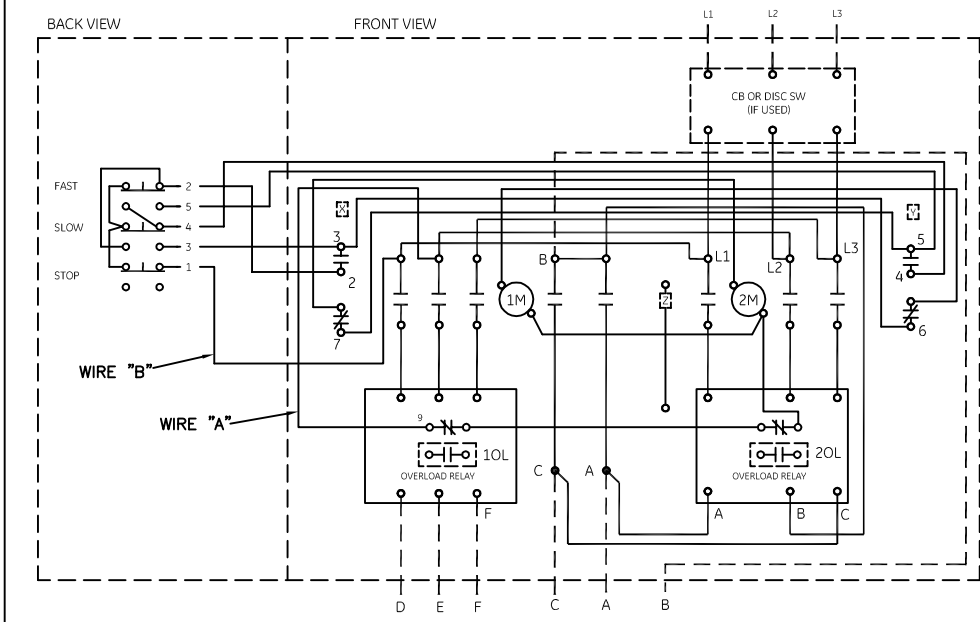 BACK VIEW
FRONT VIEW
L1 L2 L3
CB OR DISC SW
(IF USED)
FAST
SLOW
STOP
2
5
4
3
1
X
3
2
7
B
1M
Z
L1
L2
L3
2M
Y
5
4
6
WIRE "B"
WIRE "A"
9
1OL
OVERLOAD RELAY
F
C
A
2OL
OVERLOAD RELAY
A
B
C
D E F C A B